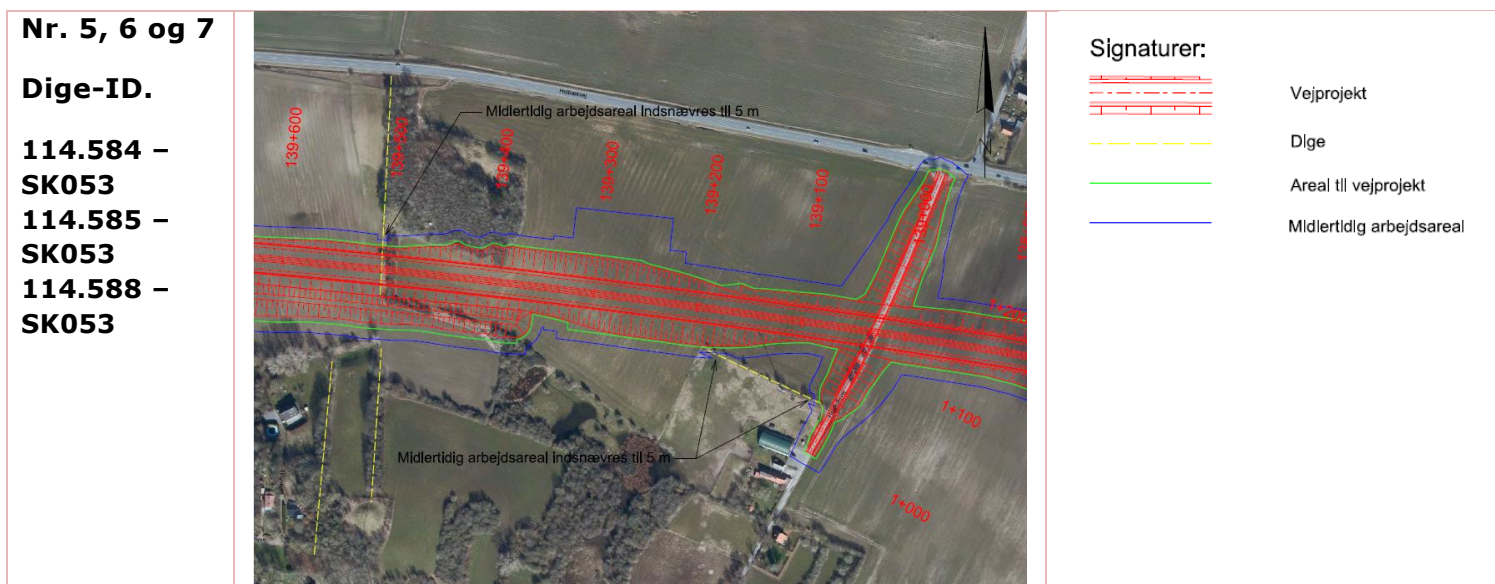 Nr. 5, 6 og 7
Dige-ID.
114.584 –
SK053
114.585 –
SK053
114.588 –
SK053
Midlertidig arbejdsareal indsnævres til 5 m
139+600
139+500
139+400
139+300
139+200
139+100
139+000
1+100
1+000
Midlertidig arbejdsareal indsnævres til 5 m
Signaturer:
Vejprojekt
Dige
Areal til vejprojekt
Midlertidig arbejdsareal